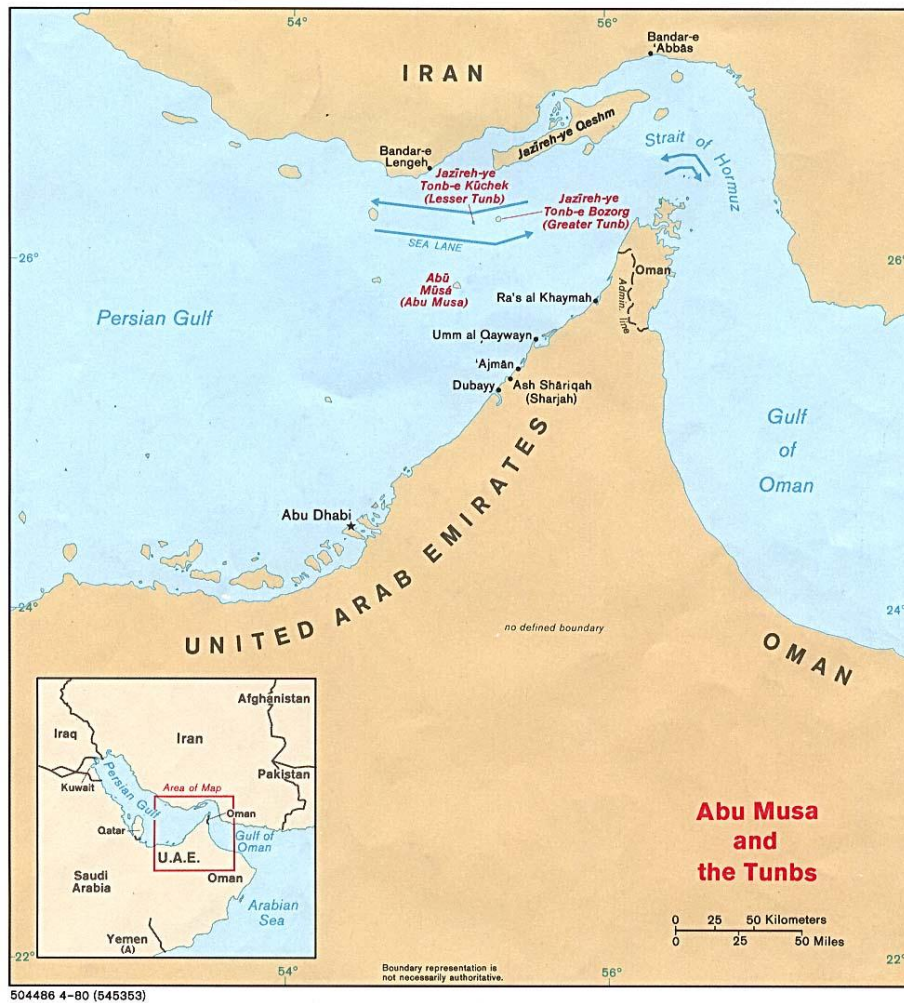 54°
56°
Bandar-e
'Abbās
IRAN
Jazīreh-ye Qeshm
Strait of Hormuz
Bandar-e
Lengeh
Jazīreh-ye
Tonb-e Kūchek
(Lesser Tunb)
Jazīreh-ye
Tonb-e Bozorg
(Greater Tunb)
SEA LANE
26°
26°
Oman
Admin. line
Abū
Mūsá
(Abu Musa)
Ra's al Khaymah
Persian Gulf
Umm al Qaywayn
'Ajmān
Dubayy
Ash Shāriqah
(Sharjah)
Gulf
of
Oman
Abu Dhabi
UNITED ARAB EMIRATES
24°
24°
no defined boundary
OMAN
Afghānistan
Iraq
Iran
Pakistan
Kuwait
Persian Gulf
Area of Map
Oman
Qatar
Gulf of
Oman
U.A.E.
Saudi
Arabia
Oman
Arabian
Sea
Yemen
(A)
Abu Musa
and
the Tunbs
0 25 50 Kilometers
0 25 50 Miles
22°
22°
54°
56°
Boundary representation is
not necessarily authoritative.
504486 4-80 (545353)